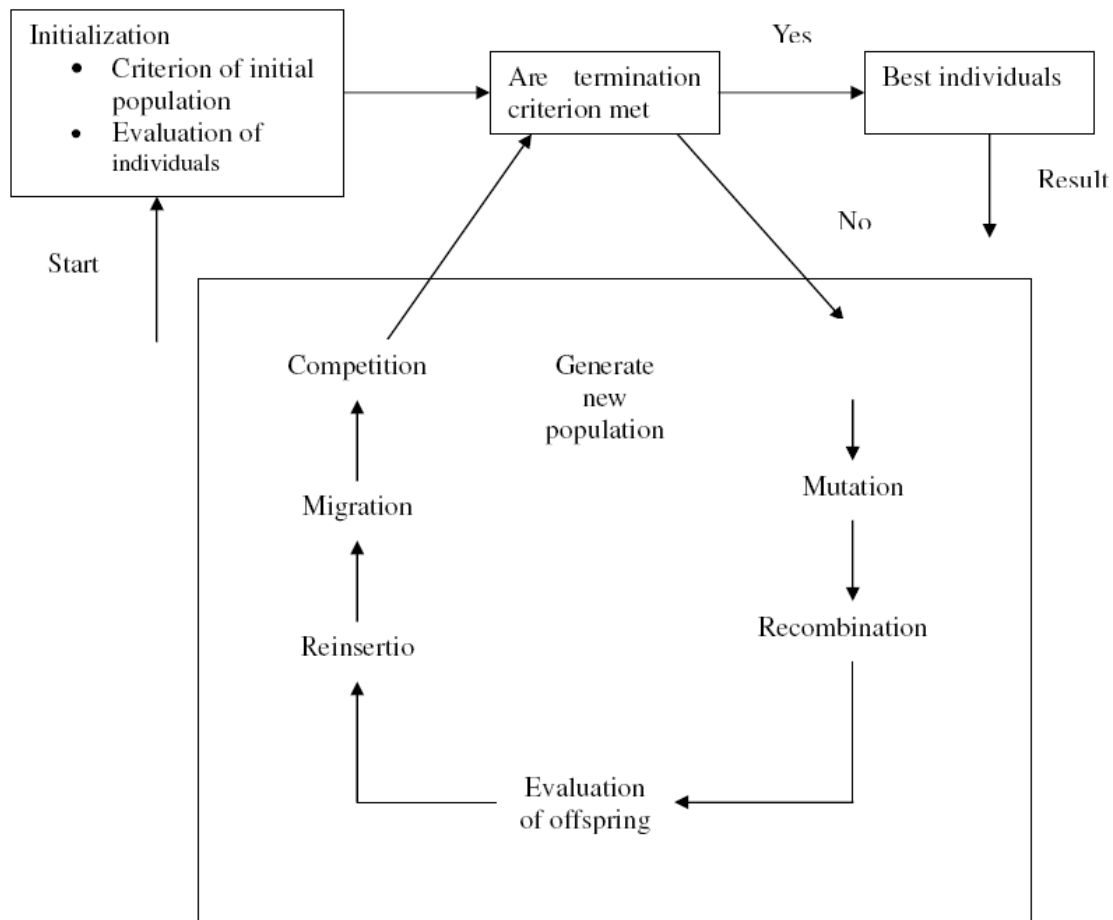 Initialization
• Criterion of initial
population
• Evaluation of
individuals
Are termination
criterion met
Yes
Best individuals
Result
No
Start
Competition
Generate
new
population
Mutation
Migration
Recombination
Reinsertio
Evaluation
of offspring